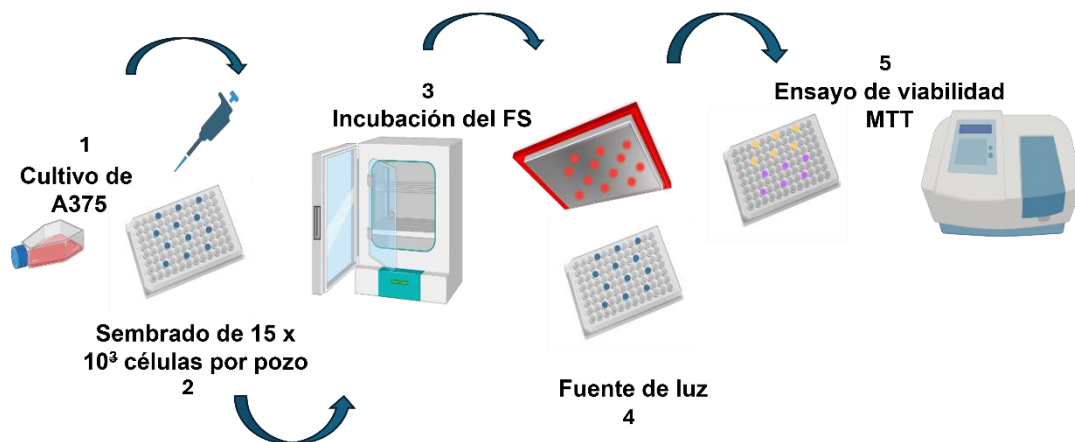 1
Cultivo de
A375
Sembrado de 15 x
10³ células por pozo
2
3
Incubación del FS
Fuente de luz
4
5
Ensayo de viabilidad
MTT